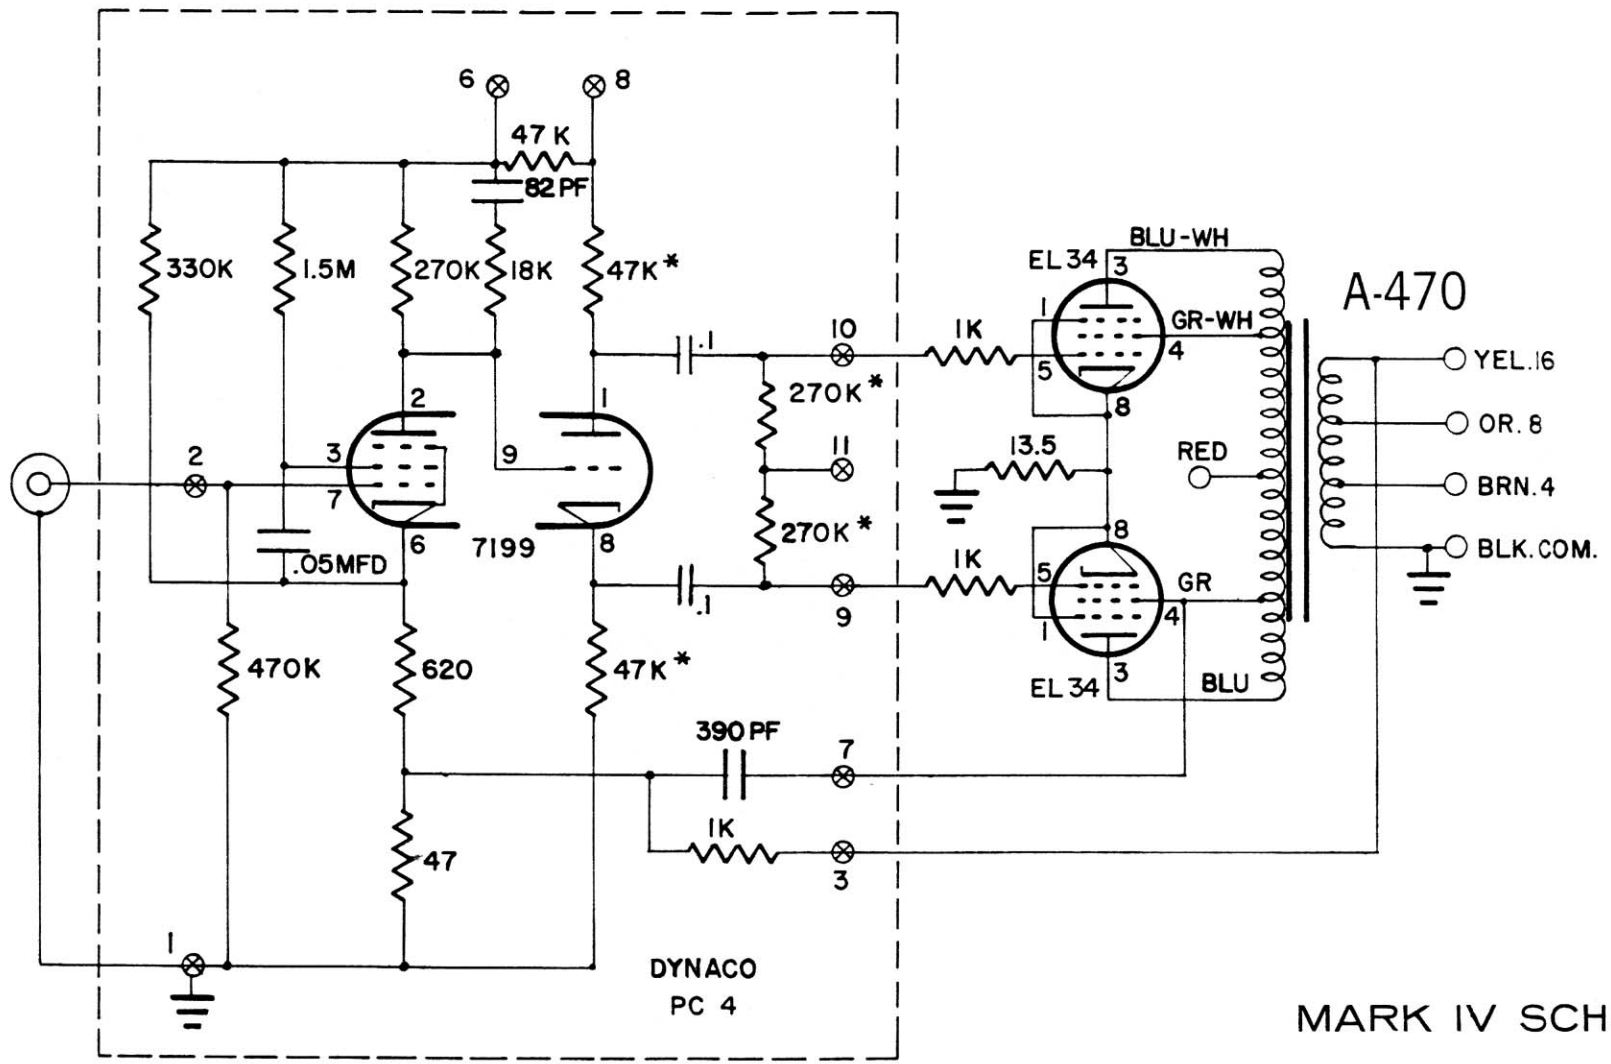 6
8
47K
82PF
330K
1.5M
270K
18K
47K*
BLU-WH
EL34
3
A-470
1
GR-WH
4
5
8
1K
.1
10
270K*
YEL.16
OR.8
BRN.4
BLK.COM.
RED
13.5
11
2
3
7
2
1
9
6
8
7199
.05MFD
270K*
.1
9
1K
8
5
1
GR
4
3
EL34
BLU
470K
620
47K*
390PF
7
1K
3
47
1
DYNACO
PC 4
MARK IV SCH